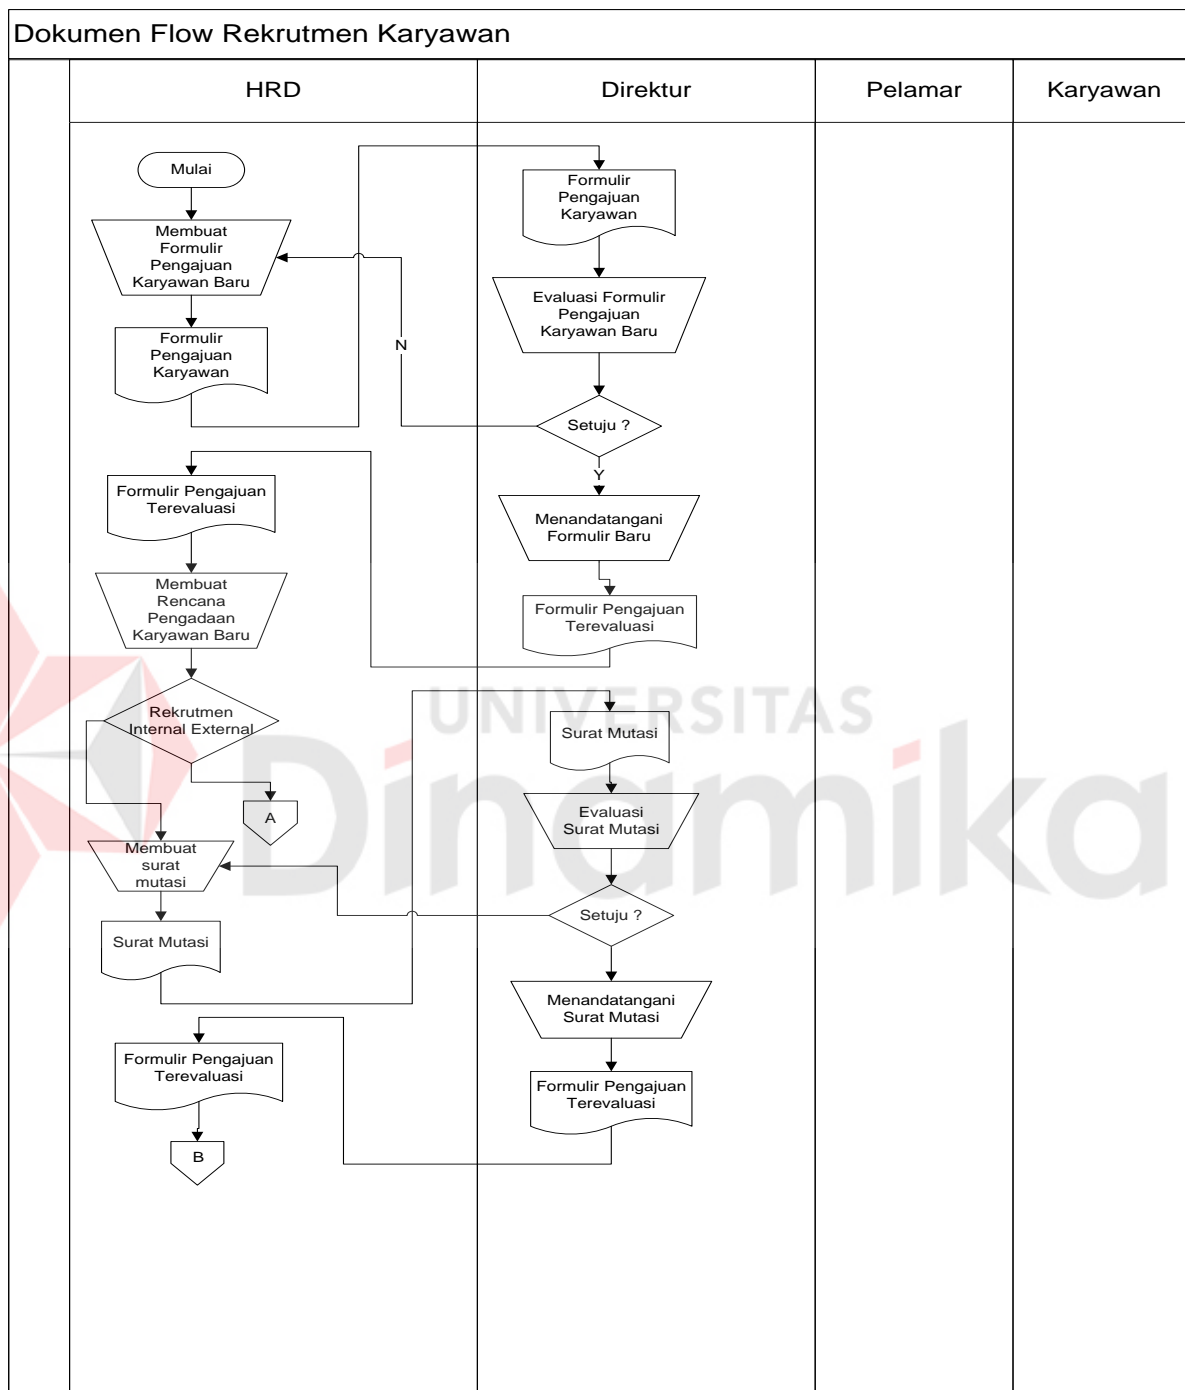 Dokumen Flow Rekrutmen Karyawan
HRD
Direktur
Pelamar
Karyawan
Mulai
Membuat
Formulir
Pengajuan
Karyawan Baru
Formulir
Pengajuan
Karyawan
Formulir
Pengajuan
Karyawan
Evaluasi Formulir
Pengajuan
Karyawan Baru
N
Setuju ?
Y
Menandatangani
Formulir Baru
Formulir Pengajuan
Terevaluasi
Formulir Pengajuan
Terevaluasi
Membuat
Rencana
Pengadaan
Karyawan Baru
Rekrutmen
Internal External
A
Membuat
surat
mutasi
Surat Mutasi
UNIVERSITAS
Dinamika
Surat Mutasi
Evaluasi
Surat Mutasi
Setuju ?
Menandatangani
Surat Mutasi
Formulir Pengajuan
Terevaluasi
Formulir Pengajuan
Terevaluasi
B